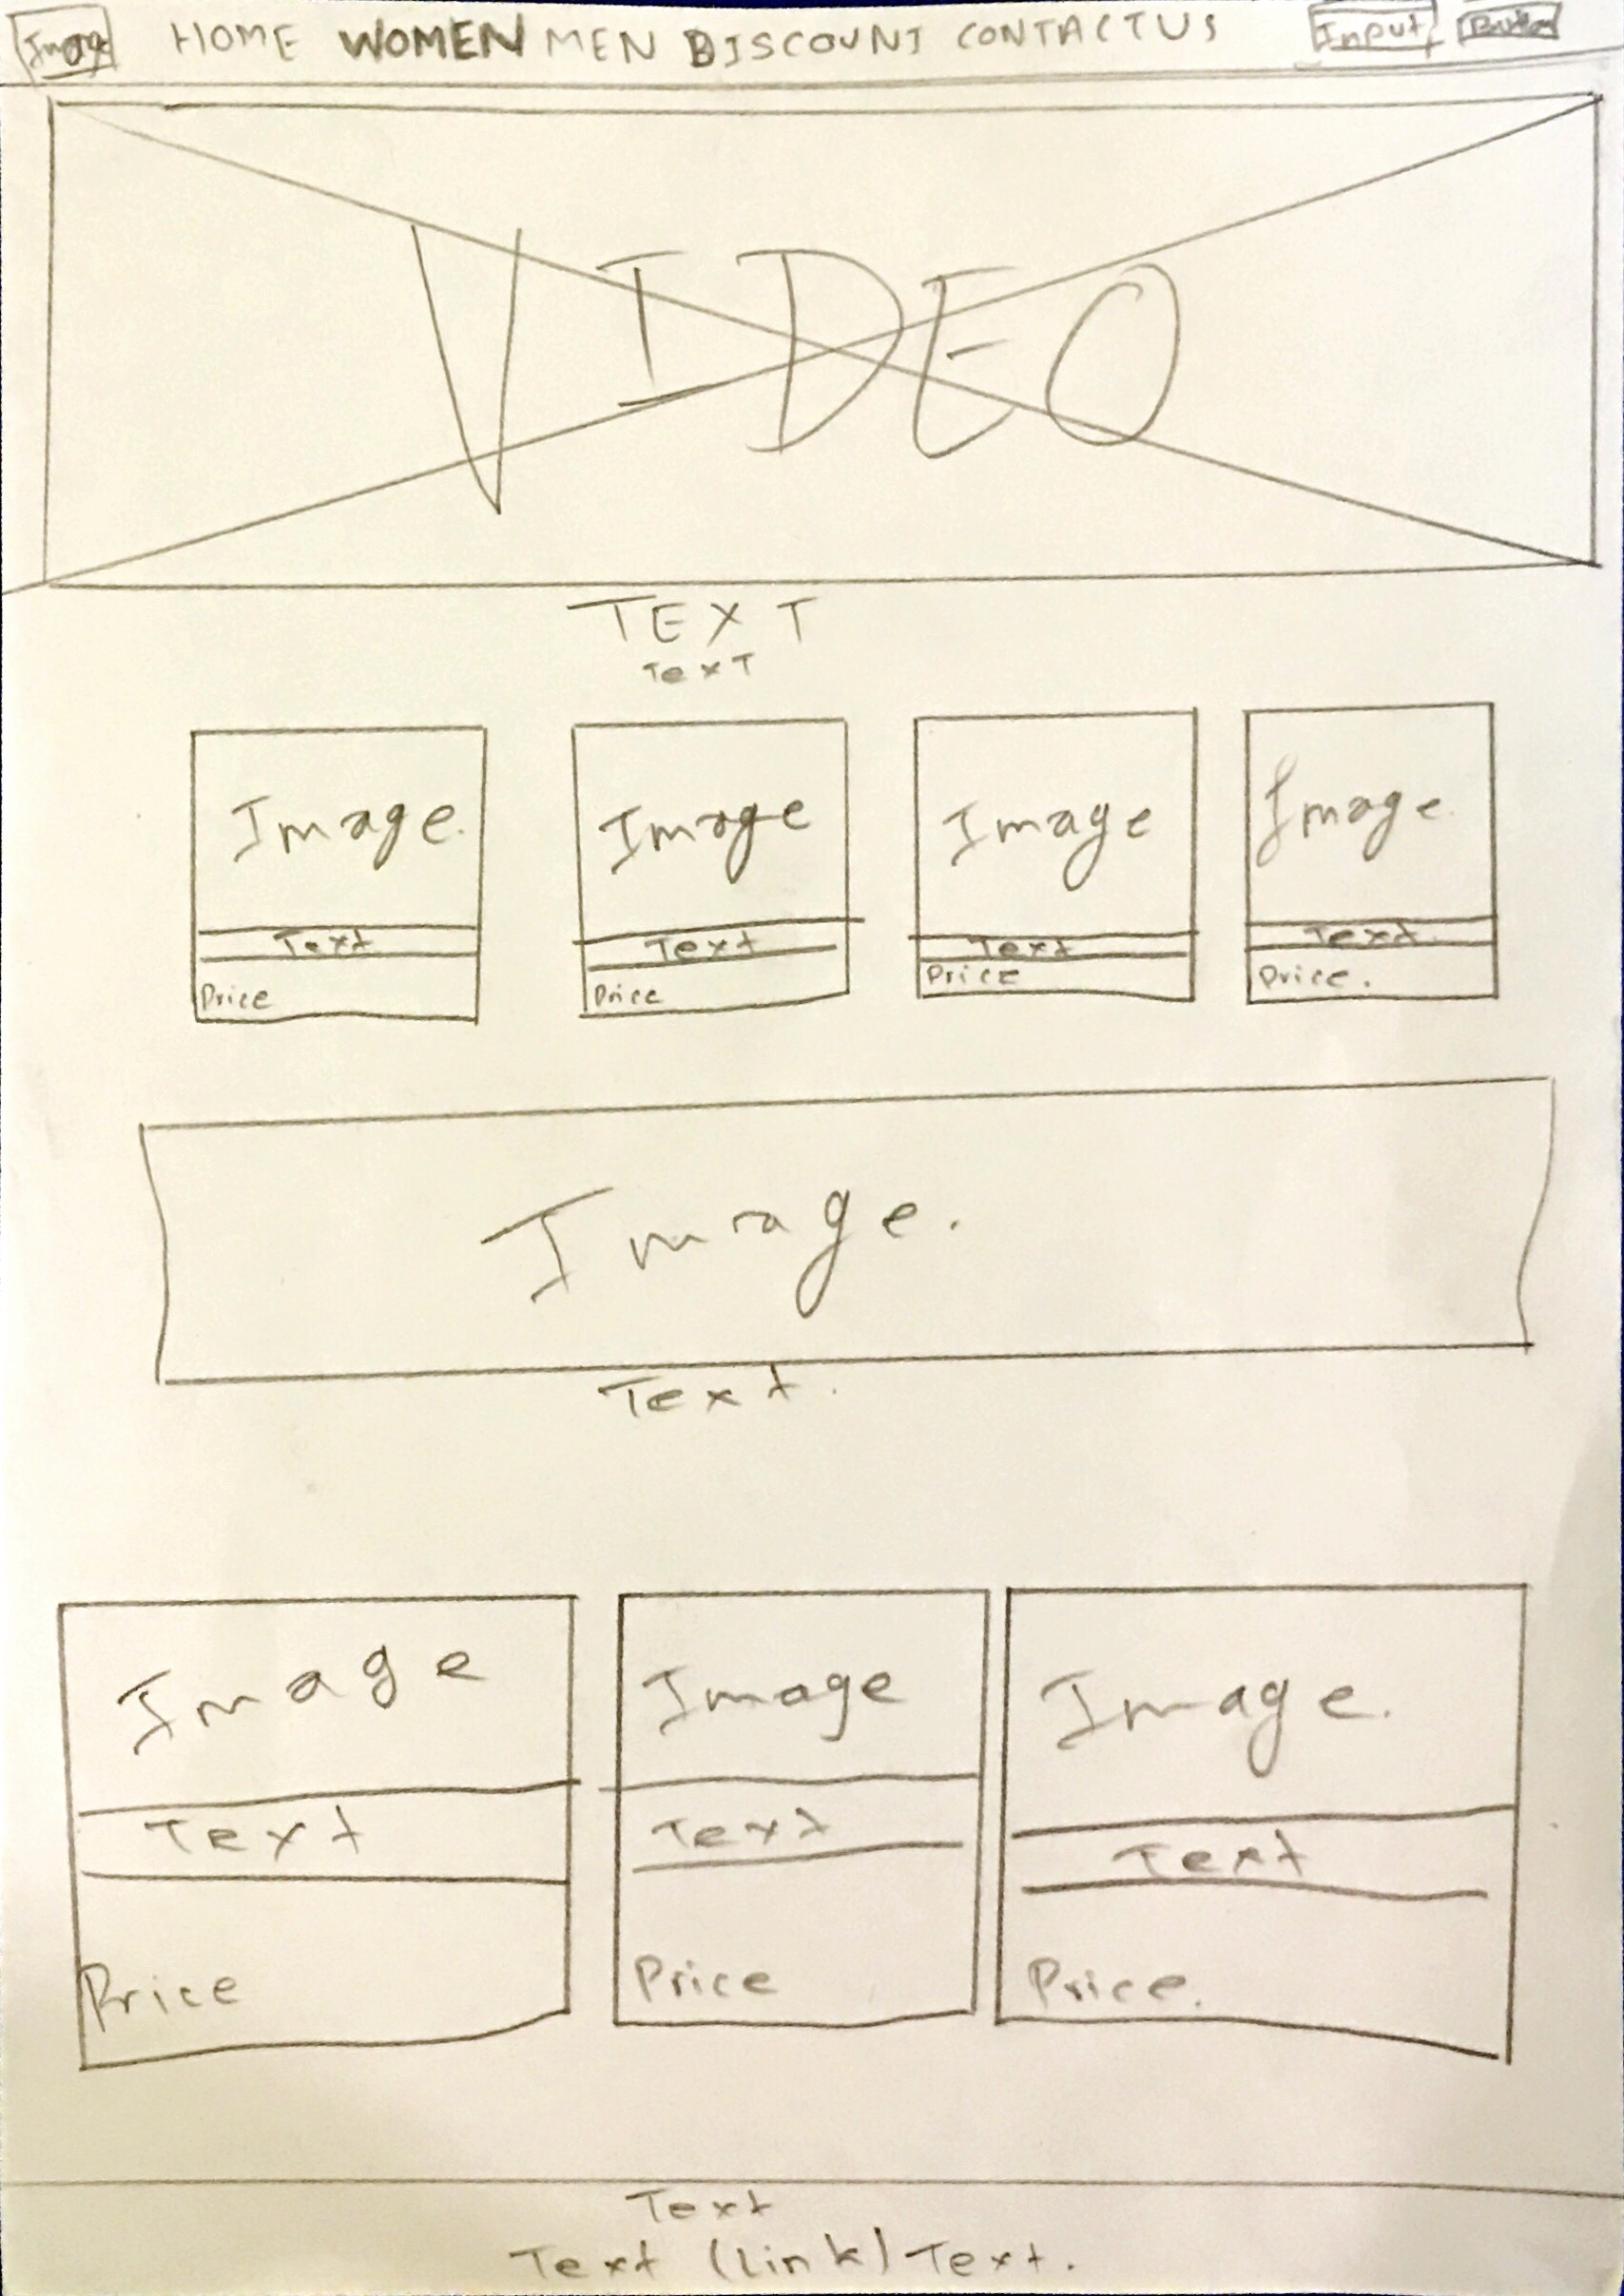 Image HOME WOMEN MEN DISCOUNT CONTACT US Input Button
VIDEO
TEXT
TexT
Image. Image Image Image.
Text Text Text Text.
Price Price Price Price.
Image.
Text.
Image Image Image.
Text Text Text
Price Price Price.
Text
Text (Link) Text.